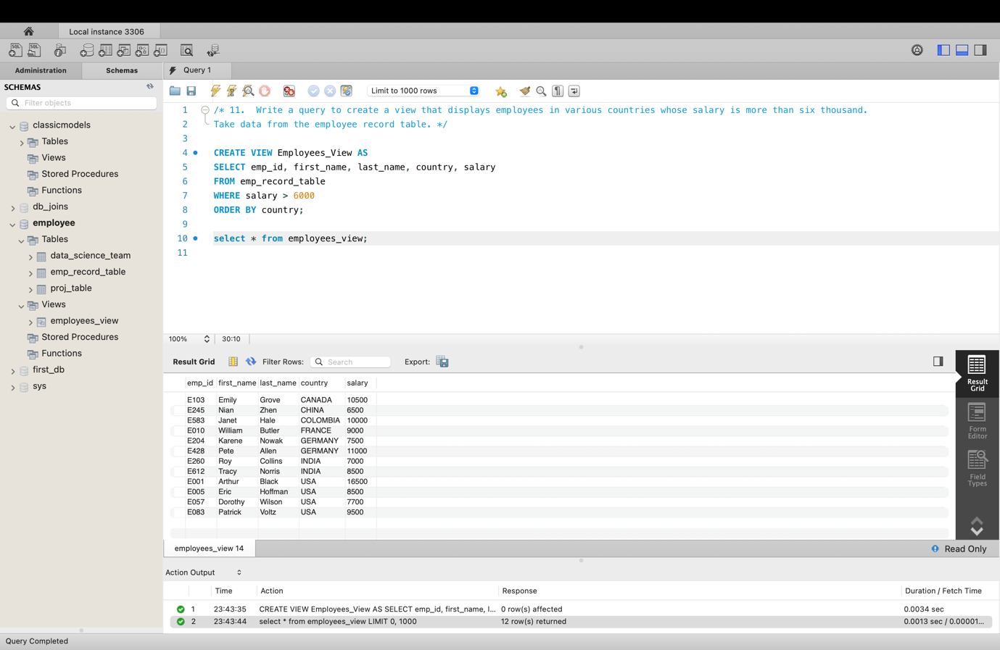 Local instance 3306
Administration
Schemas
Query 1
SCHEMAS
Filter objects
classicmodels
Tables
Views
Stored Procedures
Functions
db_joins
employee
Tables
data_science_team
emp_record_table
proj_table
Views
employees_view
Stored Procedures
Functions
first_db
sys
Limit to 1000 rows
1 /* 11.  Write a query to create a view that displays employees in various countries whose salary is more than six thousand.
2 Take data from the employee record table. */
3
4 CREATE VIEW Employees_View AS
5 SELECT emp_id, first_name, last_name, country, salary
6 FROM emp_record_table
7 WHERE salary > 6000
8 ORDER BY country;
9
10 select * from employees_view;
11
100% 30:10
Result Grid Filter Rows: Search Export:
emp_id first_name last_name country salary
E103 Emily Grove CANADA 10500
E245 Nian Zhen CHINA 6500
E583 Janet Hale COLOMBIA 10000
E010 William Butler FRANCE 9000
E204 Karene Nowak GERMANY 7500
E428 Pete Allen GERMANY 11000
E260 Roy Collins INDIA 7000
E612 Tracy Norris INDIA 8500
E001 Arthur Black USA 16500
E005 Eric Hoffman USA 8500
E057 Dorothy Wilson USA 7700
E083 Patrick Voltz USA 9500
Result
Grid
Form
Editor
Field
Types
employees_view 14
Read Only
Action Output
Time Action Response Duration / Fetch Time
1 23:43:35 CREATE VIEW Employees_View AS SELECT emp_id, first_name, l... 0 row(s) affected 0.0034 sec
2 23:43:44 select * from employees_view LIMIT 0, 1000 12 row(s) returned 0.0013 sec / 0.00001...
Query Completed